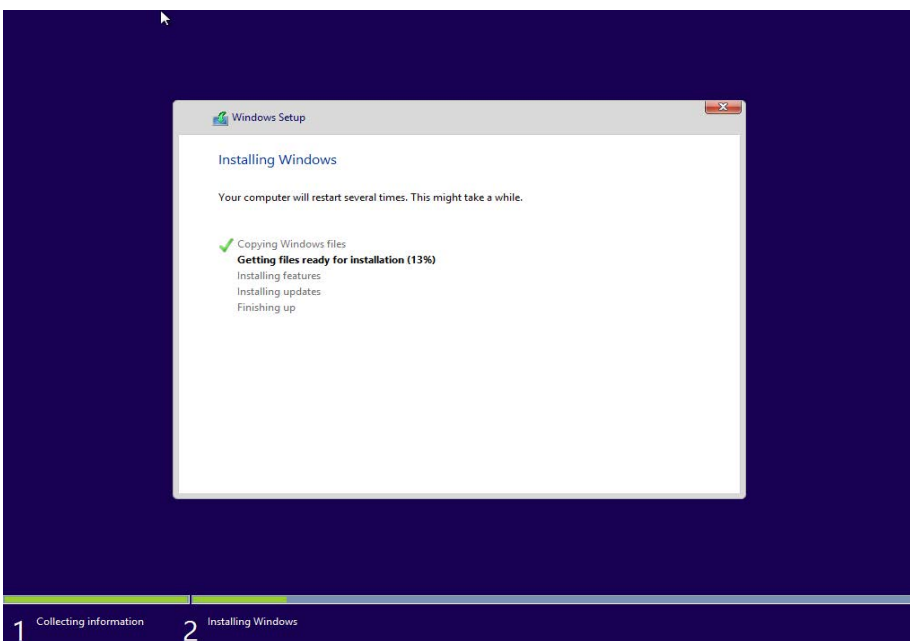 Windows Setup
Installing Windows
Your computer will restart several times. This might take a while.
Copying Windows files
Getting files ready for installation (13%)
Installing features
Installing updates
Finishing up
1 Collecting information
2 Installing Windows